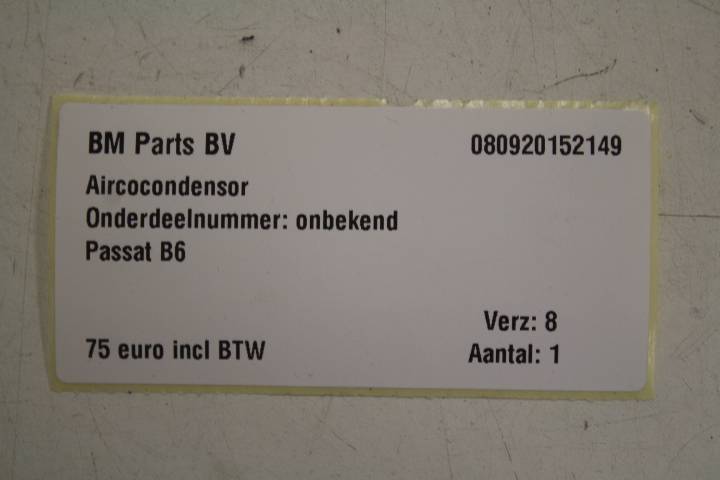 BM Parts BV 080920152149
Aircocondensor
Onderdeelnummer: onbekend
Passat B6
Verz: 8
75 euro incl BTW Aantal: 1